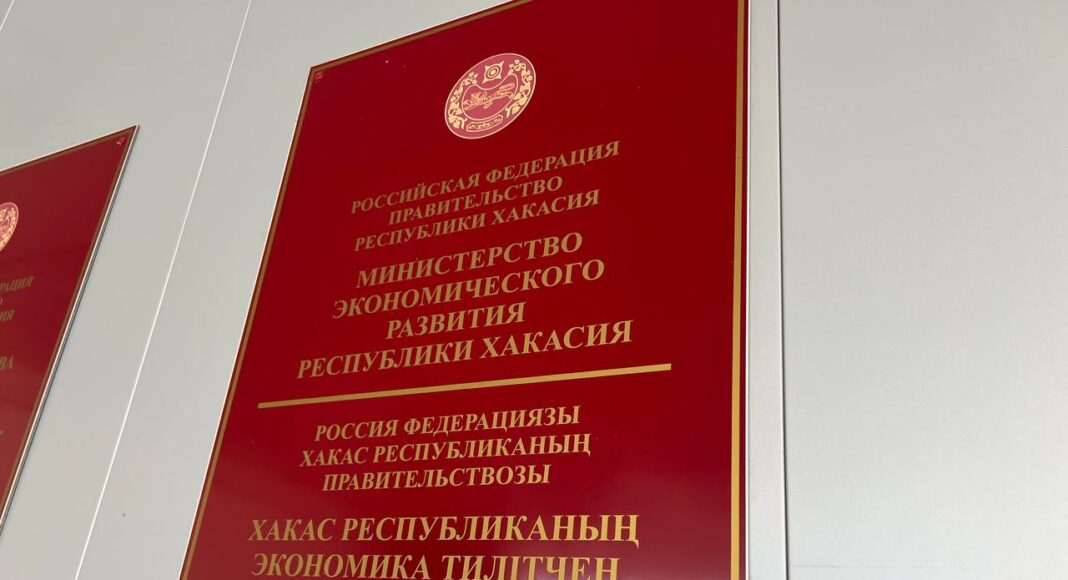 РОССИЙСКАЯ ФЕДЕРАЦИЯ
ПРАВИТЕЛЬСТВО
РЕСПУБЛИКИ ХАКАСИЯ
МИНИСТЕРСТВО
ЭКОНОМИЧЕСКОГО
РАЗВИТИЯ
РЕСПУБЛИКИ ХАКАСИЯ
РОССИЯ ФЕДЕРАЦИЯЗЫ
ХАКАС РЕСПУБЛИКАНЫҢ
ПРАВИТЕЛЬСТВОЗЫ
ХАКАС РЕСПУБЛИКАНЫҢ
ЭКОНОМИКА ТИЛІТЧЕН